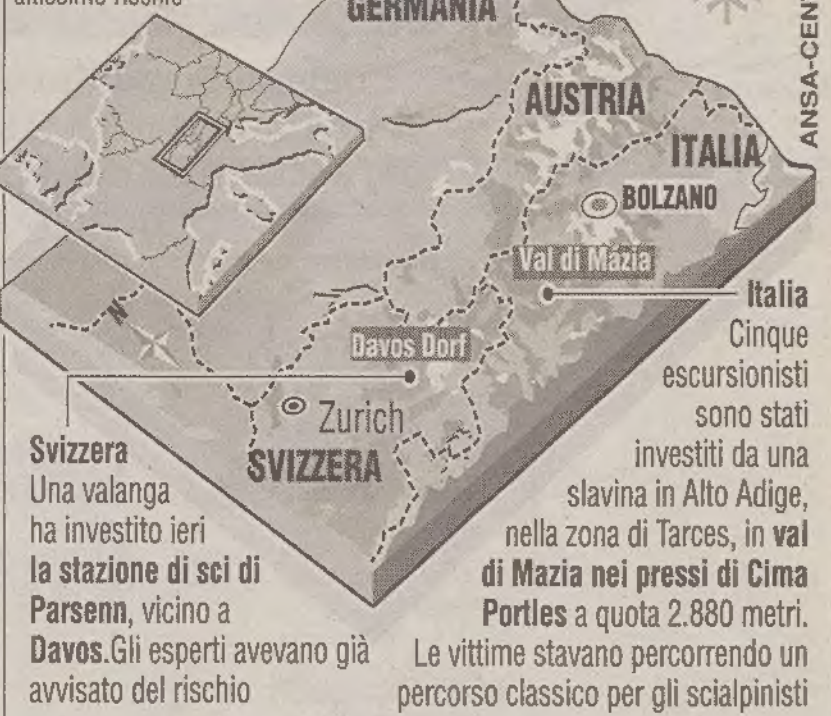 GERMANIA
ANSA-CEN
AUSTRIA
ITALIA
BOLZANO
Val di Mazia
Davos Dorf
N
Zurich
SVIZZERA
Svizzera
Una valanga
ha investito ieri
la stazione di sci di
Parsenn, vicino a
Davos.Gli esperti avevano già
avvisato del rischio
Italia
Cinque
escursionisti
sono stati
investiti da una
slavina in Alto Adige,
nella zona di Tarces, in val
di Mazia nei pressi di Cima
Portles a quota 2.880 metri.
Le vittime stavano percorrendo un
percorso classico per gli scialpinisti